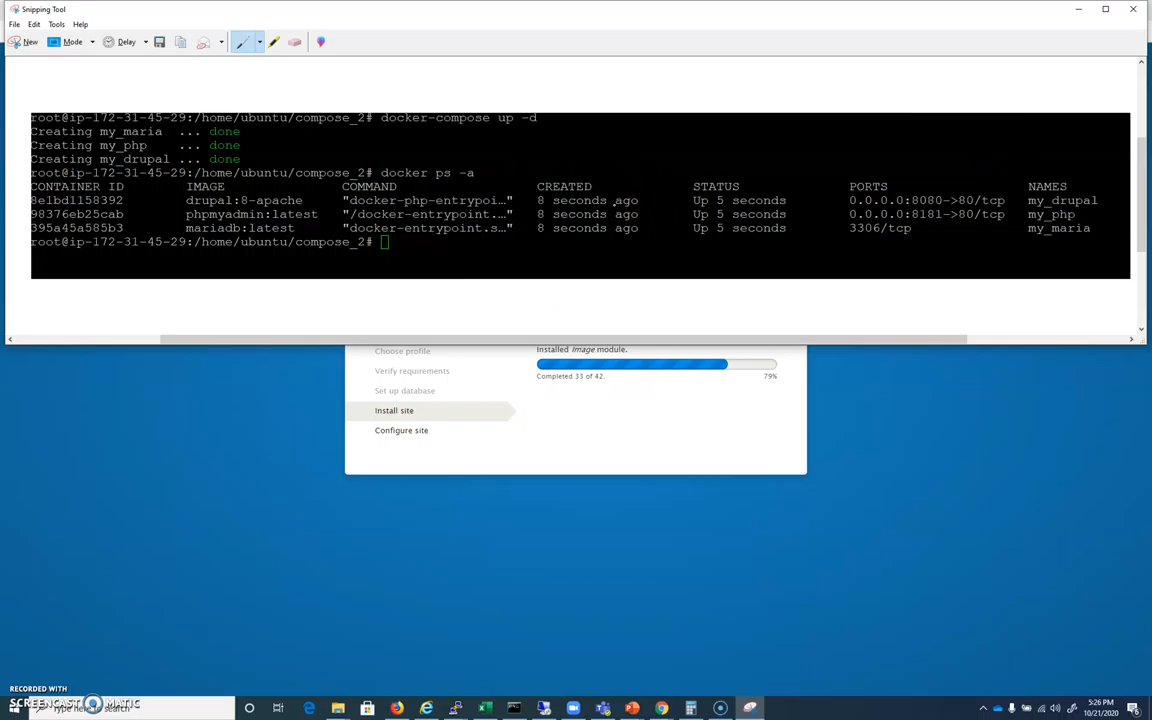 Snipping Tool
File Edit Tools Help
New Mode Delay
root@ip-172-31-45-29:/home/ubuntu/compose_2# docker-compose up -d
Creating my_maria ... done
Creating my_php ... done
Creating my_drupal ... done
root@ip-172-31-45-29:/home/ubuntu/compose_2# docker ps -a
CONTAINER ID IMAGE COMMAND CREATED STATUS PORTS NAMES
8e1bd1158392 drupal:8-apache "docker-php-entrypoi…" 8 seconds ago Up 5 seconds 0.0.0.0:8080->80/tcp my_drupal
98376eb25cab phpmyadmin:latest "/docker-entrypoint.…" 8 seconds ago Up 5 seconds 0.0.0.0:8181->80/tcp my_php
395a45a585b3 mariadb:latest "docker-entrypoint.s…" 8 seconds ago Up 5 seconds 3306/tcp my_maria
root@ip-172-31-45-29:/home/ubuntu/compose_2#
Choose profile
Verify requirements
Set up database
Install site
Configure site
Installed Image module.
Completed 33 of 42. 79%
RECORDED WITH
SCREENCAST MATIC
Type here to search
5:26 PM
10/21/2020
6